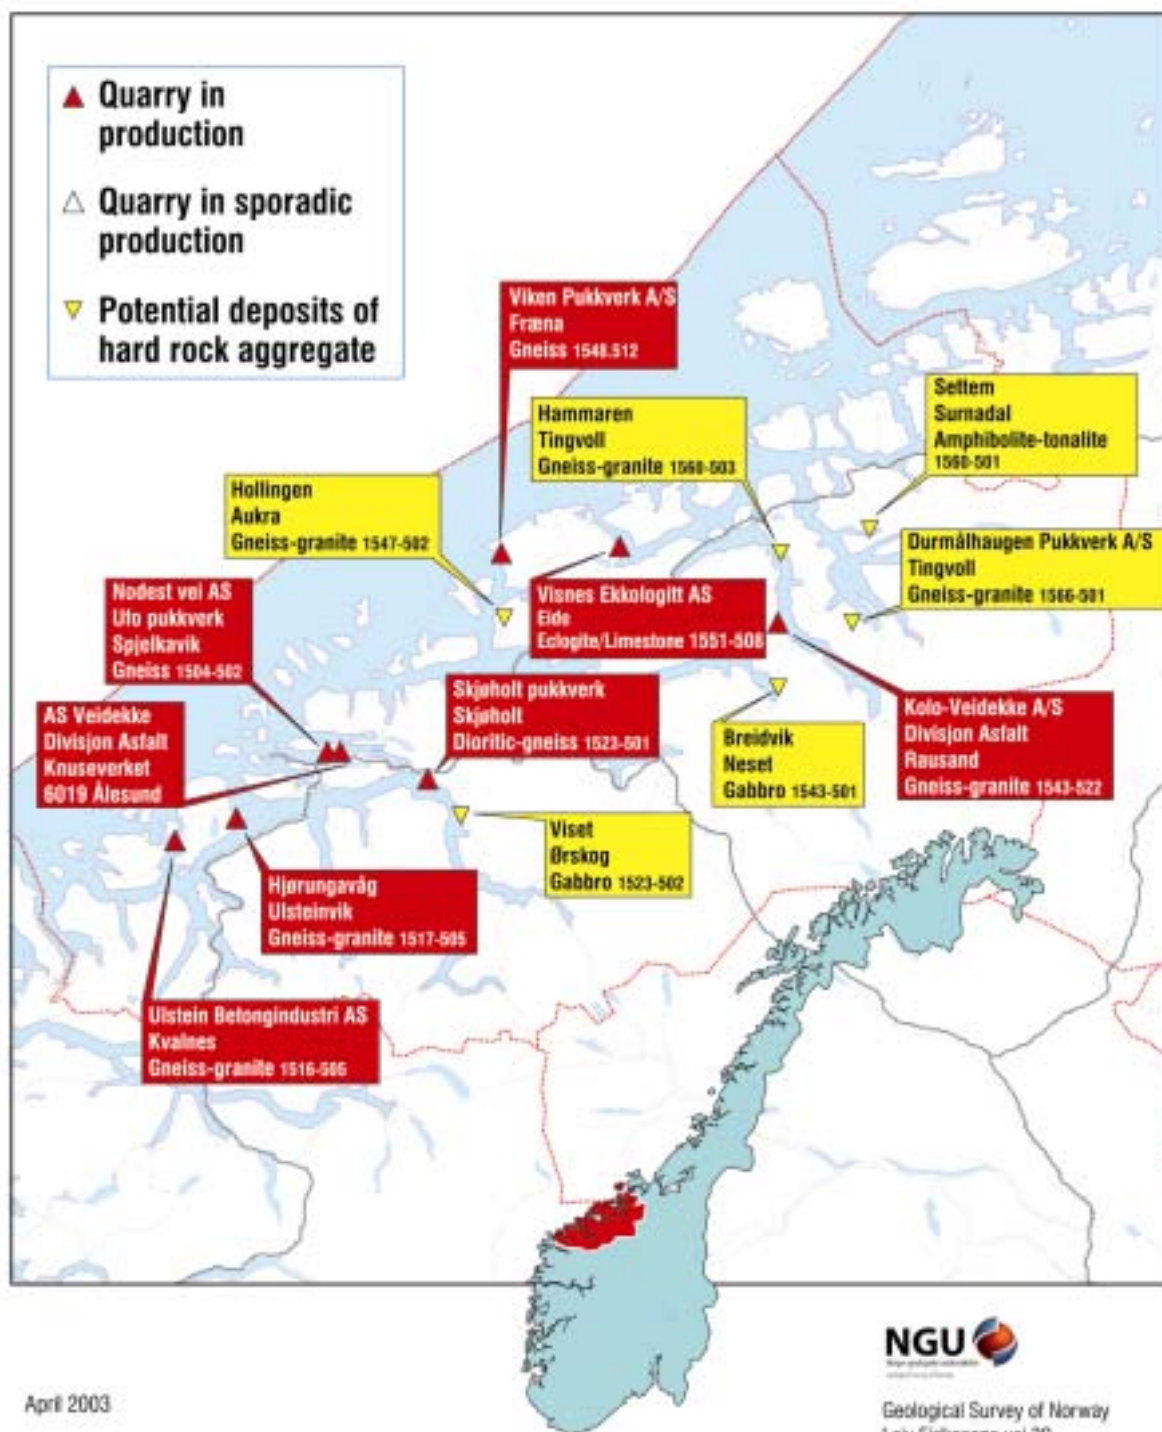 Quarry in
production
Quarry in sporadic
production
Potential deposits of
hard rock aggregate
Viken Pukkverk A/S
Fræna
Gneiss 1548.512
Hammaren
Tingvoll
Gneiss-granite 1560-503
Settem
Surnadal
Amphibolite-tonalite
1560-501
Hollingen
Aukra
Gneiss-granite 1547-502
Durmålhaugen Pukkverk A/S
Tingvoll
Gneiss-granite 1566-501
Nodest vei AS
Uto pukkverk
Spjelkavik
Gneiss 1504-502
Visnes Ekkologitt AS
Eide
Eclogite/Limestone 1551-508
Skjøholt pukkverk
Skjøholt
Dioritic-gneiss 1523-501
AS Veidekke
Divisjon Asfalt
Knuseverket
6019 Ålesund
Breidvik
Neset
Gabbro 1543-501
Kolo-Veidekke A/S
Divisjon Asfalt
Rausand
Gneiss-granite 1543-522
Viset
Ørskog
Gabbro 1523-502
Hjørungavåg
Ulsteinvik
Gneiss-granite 1517-505
Ulstein Betongindustri AS
Kvalnes
Gneiss-granite 1516-505
NGU
April 2003
Geological Survey of Norway